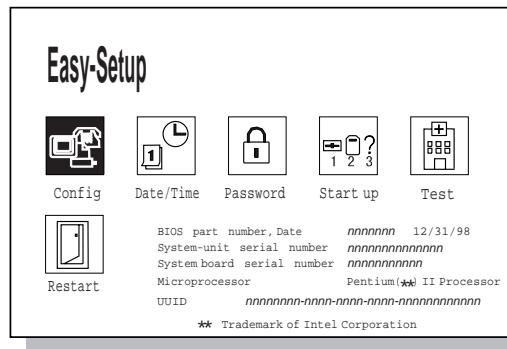 Easy-Setup
1
1 2 3
?
Config Date/Time Password Start up Test
Restart
BIOS part number, Date nnnnnnn 12/31/98
System-unit serial number nnnnnnnnnnnnnn
System board serial number nnnnnnnnnnn
Microprocessor Pentium(**) II Processor
UUID nnnnnnnn-nnnn-nnnn-nnnn-nnnnnnnnnnnn
** Trademark of Intel Corporation